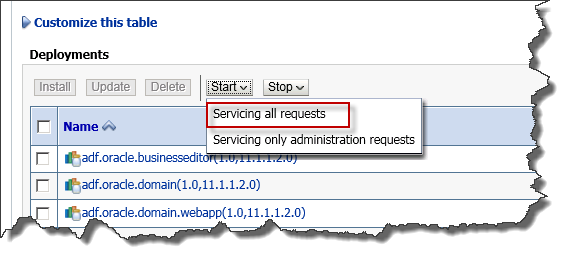 Customize this table
Deployments
Install Update Delete Start Stop
Servicing all requests
Servicing only administration requests
Name
adf.oracle.businesseditor(1.0,11.1.1.2.0)
adf.oracle.domain(1.0,11.1.1.2.0)
adf.oracle.domain.webapp(1.0,11.1.1.2.0)